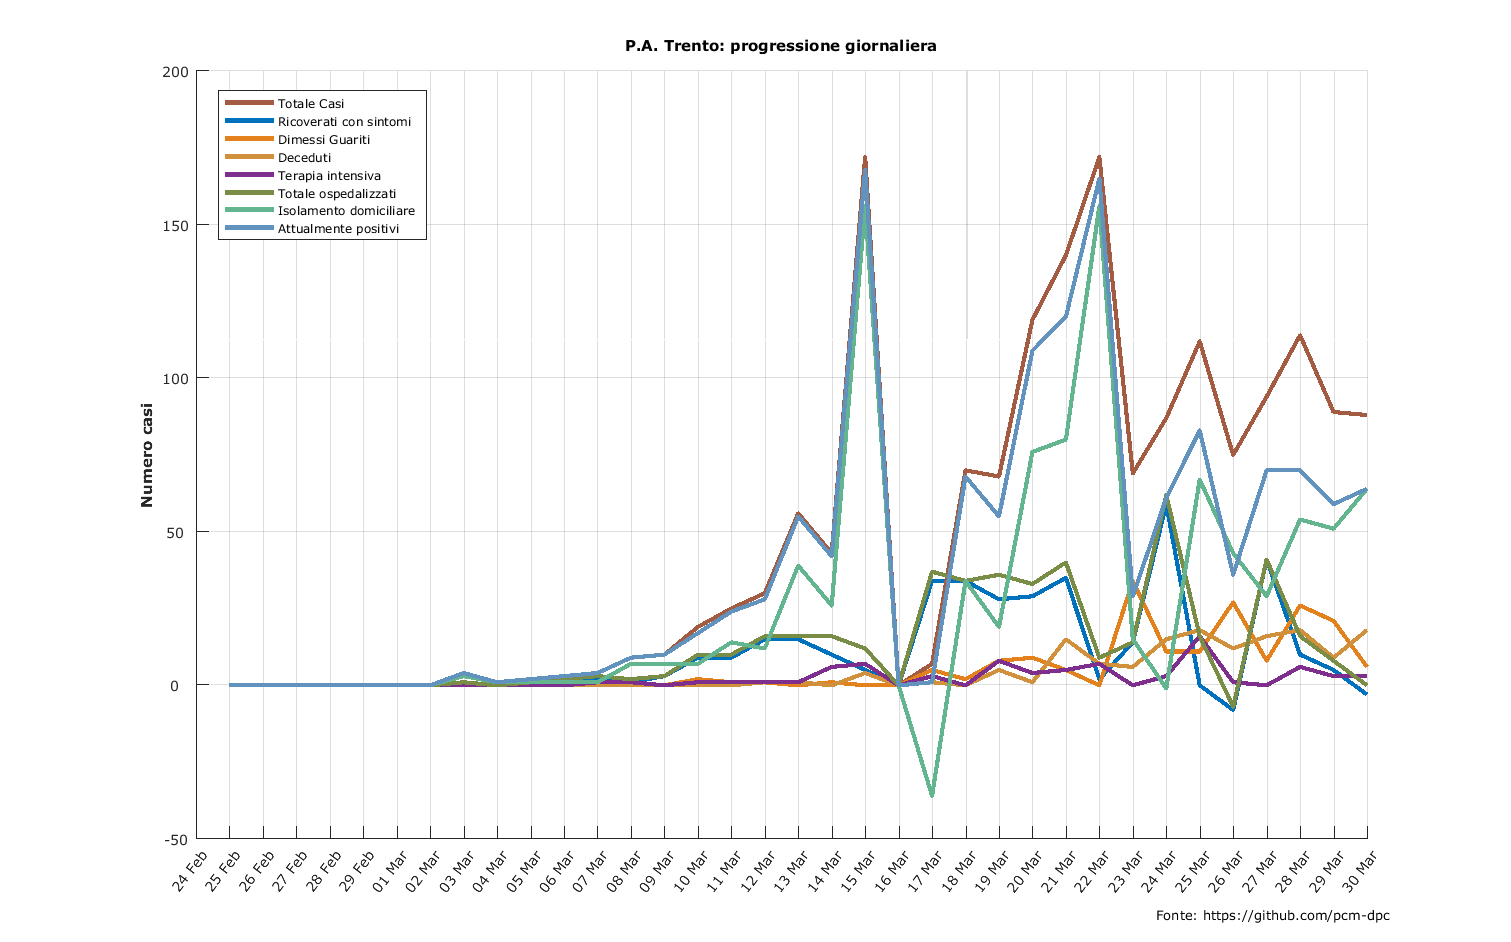 P.A. Trento: progressione giornaliera
200
150
100
50
0
-50
Numero casi
Totale Casi
Ricoverati con sintomi
Dimessi Guariti
Deceduti
Terapia intensiva
Totale ospedalizzati
Isolamento domiciliare
Attualmente positivi
24 Feb
25 Feb
26 Feb
27 Feb
28 Feb
29 Feb
01 Mar
02 Mar
03 Mar
04 Mar
05 Mar
06 Mar
07 Mar
08 Mar
09 Mar
10 Mar
11 Mar
12 Mar
13 Mar
14 Mar
15 Mar
16 Mar
17 Mar
18 Mar
19 Mar
20 Mar
21 Mar
22 Mar
23 Mar
24 Mar
25 Mar
26 Mar
27 Mar
28 Mar
29 Mar
30 Mar
Fonte: https://github.com/pcm-dpc